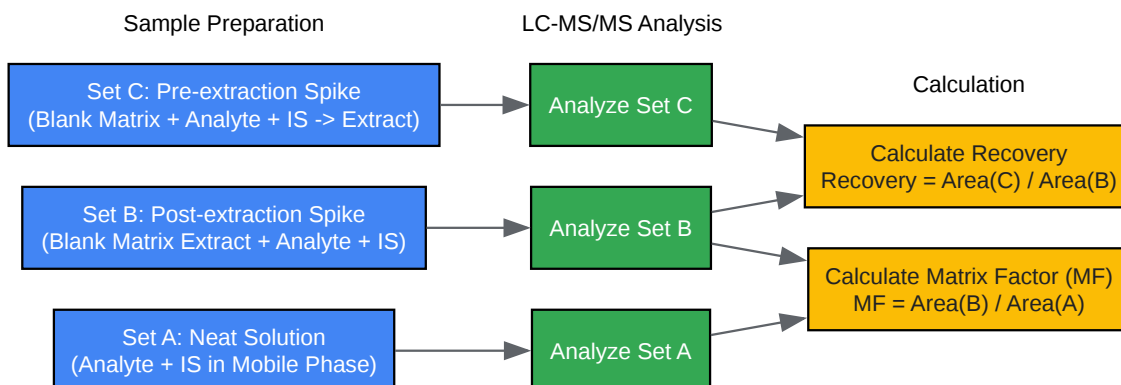 Sample Preparation
LC-MS/MS Analysis
Calculation
Set C: Pre-extraction Spike
(Blank Matrix + Analyte + IS -> Extract)
Analyze Set C
Calculate Recovery
Recovery = Area(C) / Area(B)
Set B: Post-extraction Spike
(Blank Matrix Extract + Analyte + IS)
Analyze Set B
Calculate Matrix Factor (MF)
MF = Area(B) / Area(A)
Set A: Neat Solution
(Analyte + IS in Mobile Phase)
Analyze Set A